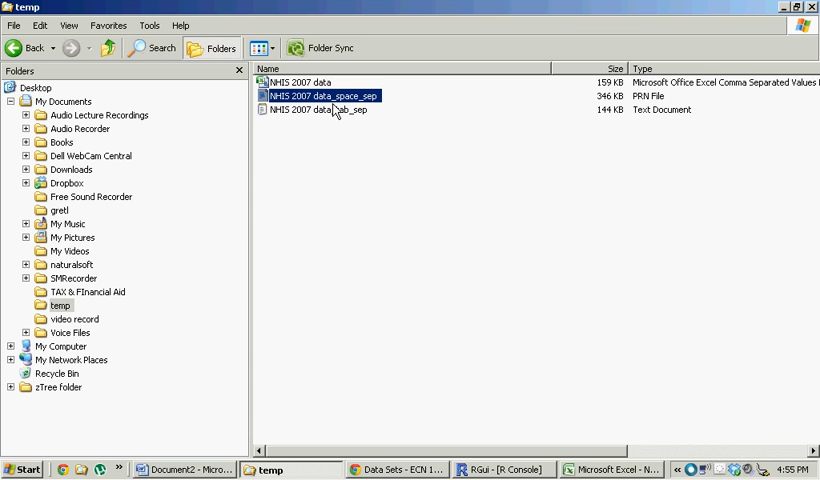 temp
File Edit View Favorites Tools Help
Back Search Folders Folder Sync
Folders
Name Size Type
Desktop
My Documents
Audio Lecture Recordings
Audio Recorder
Books
Dell WebCam Central
Downloads
Dropbox
Free Sound Recorder
gretl
My Music
My Pictures
My Videos
naturalsoft
SMRecorder
TAX & FInancial Aid
temp
video record
Voice Files
My Computer
My Network Places
Recycle Bin
zTree folder
NHIS 2007 data 159 KB Microsoft Office Excel Comma Separated Values
NHIS 2007 data_space_sep 346 KB PRN File
NHIS 2007 data ab_sep 144 KB Text Document
Start Document2 - Micro... temp Data Sets - ECN 1... RGui - [R Console] Microsoft Excel - N... 4:55 PM